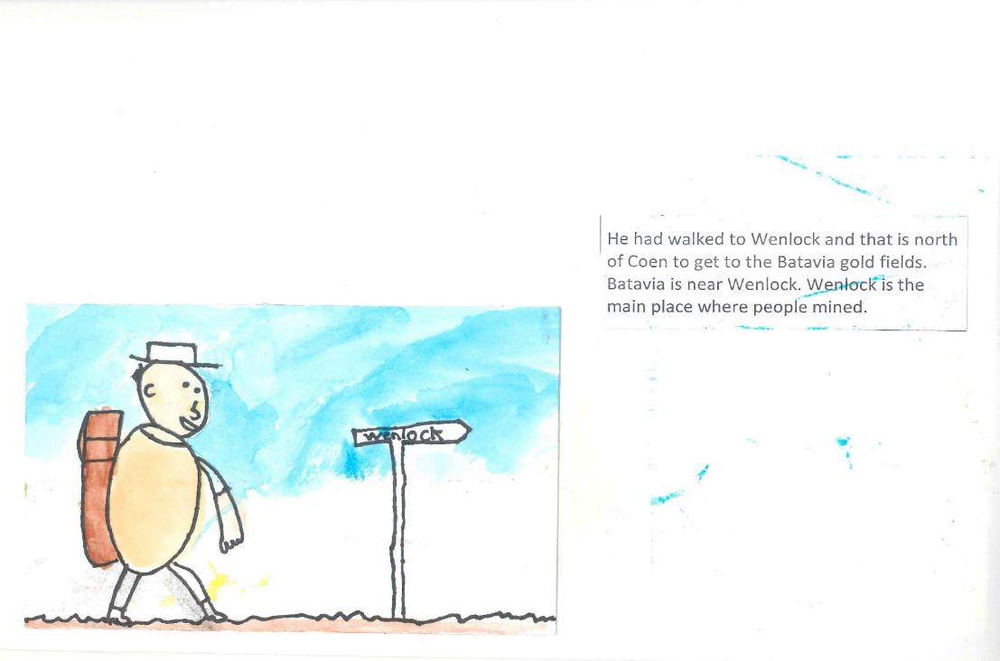 He had walked to Wenlock and that is north
of Coen to get to the Batavia gold fields.
Batavia is near Wenlock. Wenlock is the
main place where people mined.
wenlock